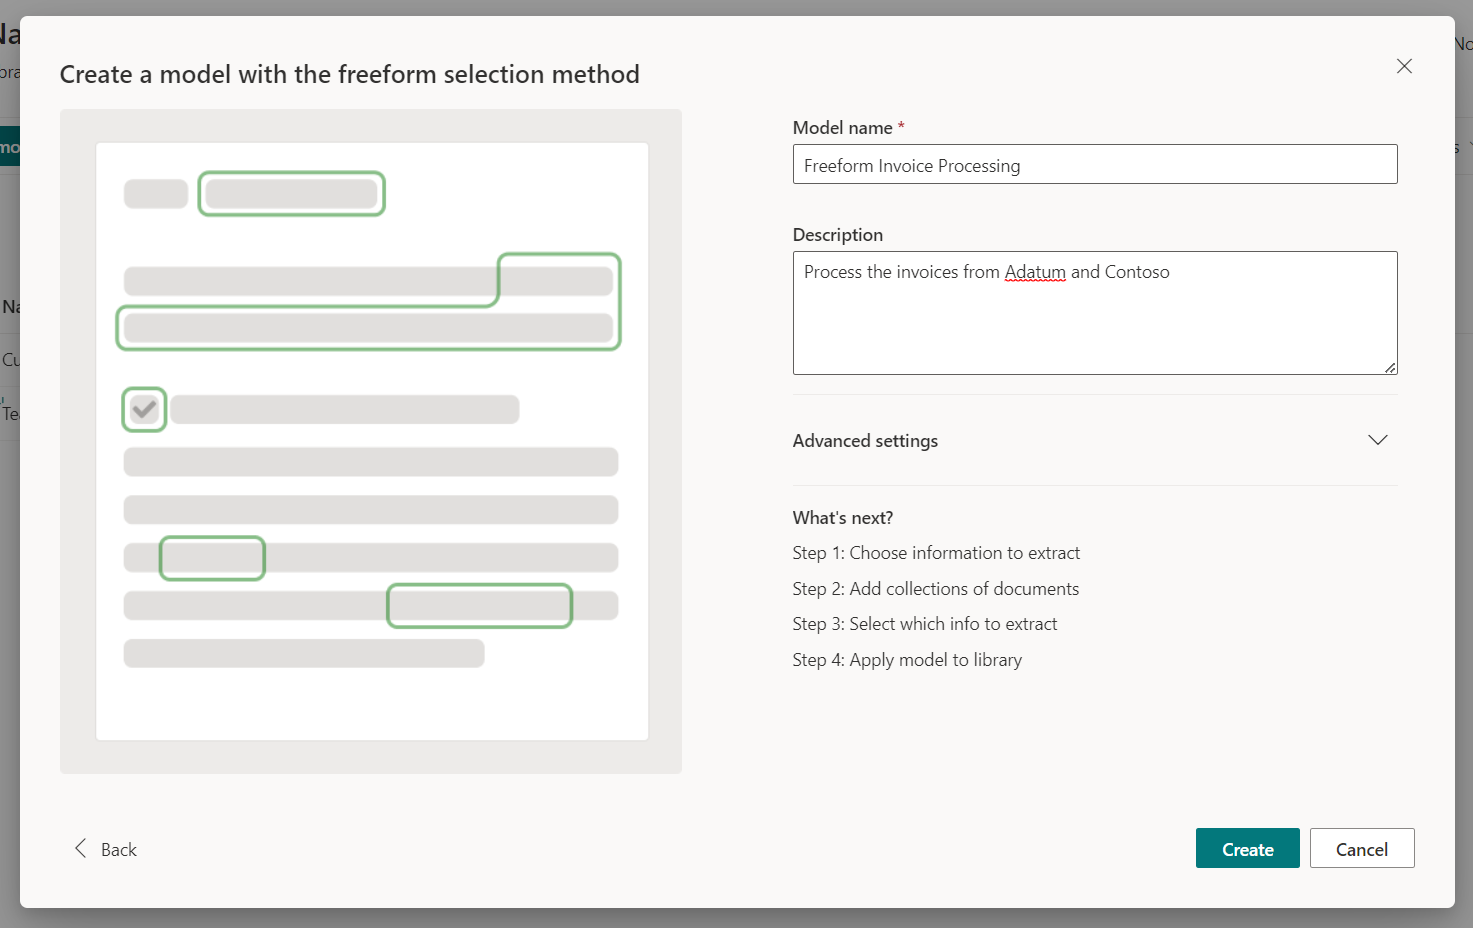 Create a model with the freeform selection method
Model name *
Freeform Invoice Processing
Description
Process the invoices from Adatum and Contoso
Advanced settings
What's next?
Step 1: Choose information to extract
Step 2: Add collections of documents
Step 3: Select which info to extract
Step 4: Apply model to library
Back
Create
Cancel